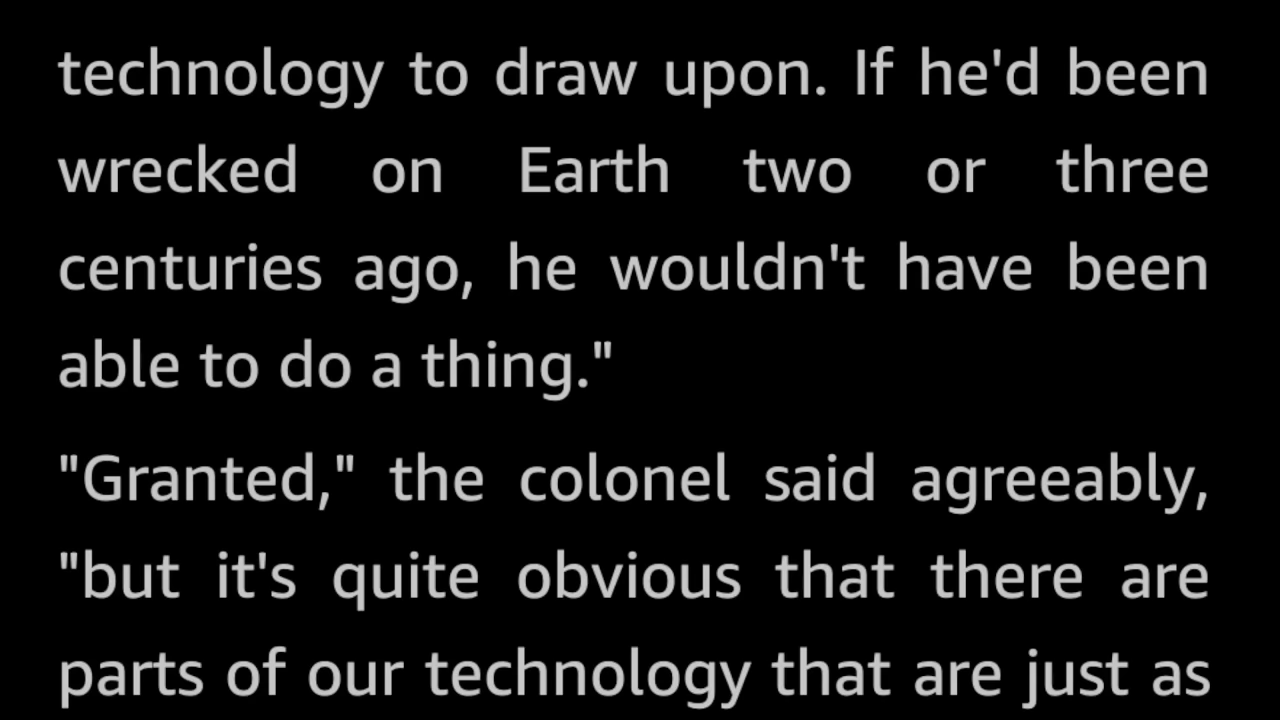 technology to draw upon. If he'd been
wrecked on Earth two or three
centuries ago, he wouldn't have been
able to do a thing."
"Granted," the colonel said agreeably,
"but it's quite obvious that there are
parts of our technology that are just as